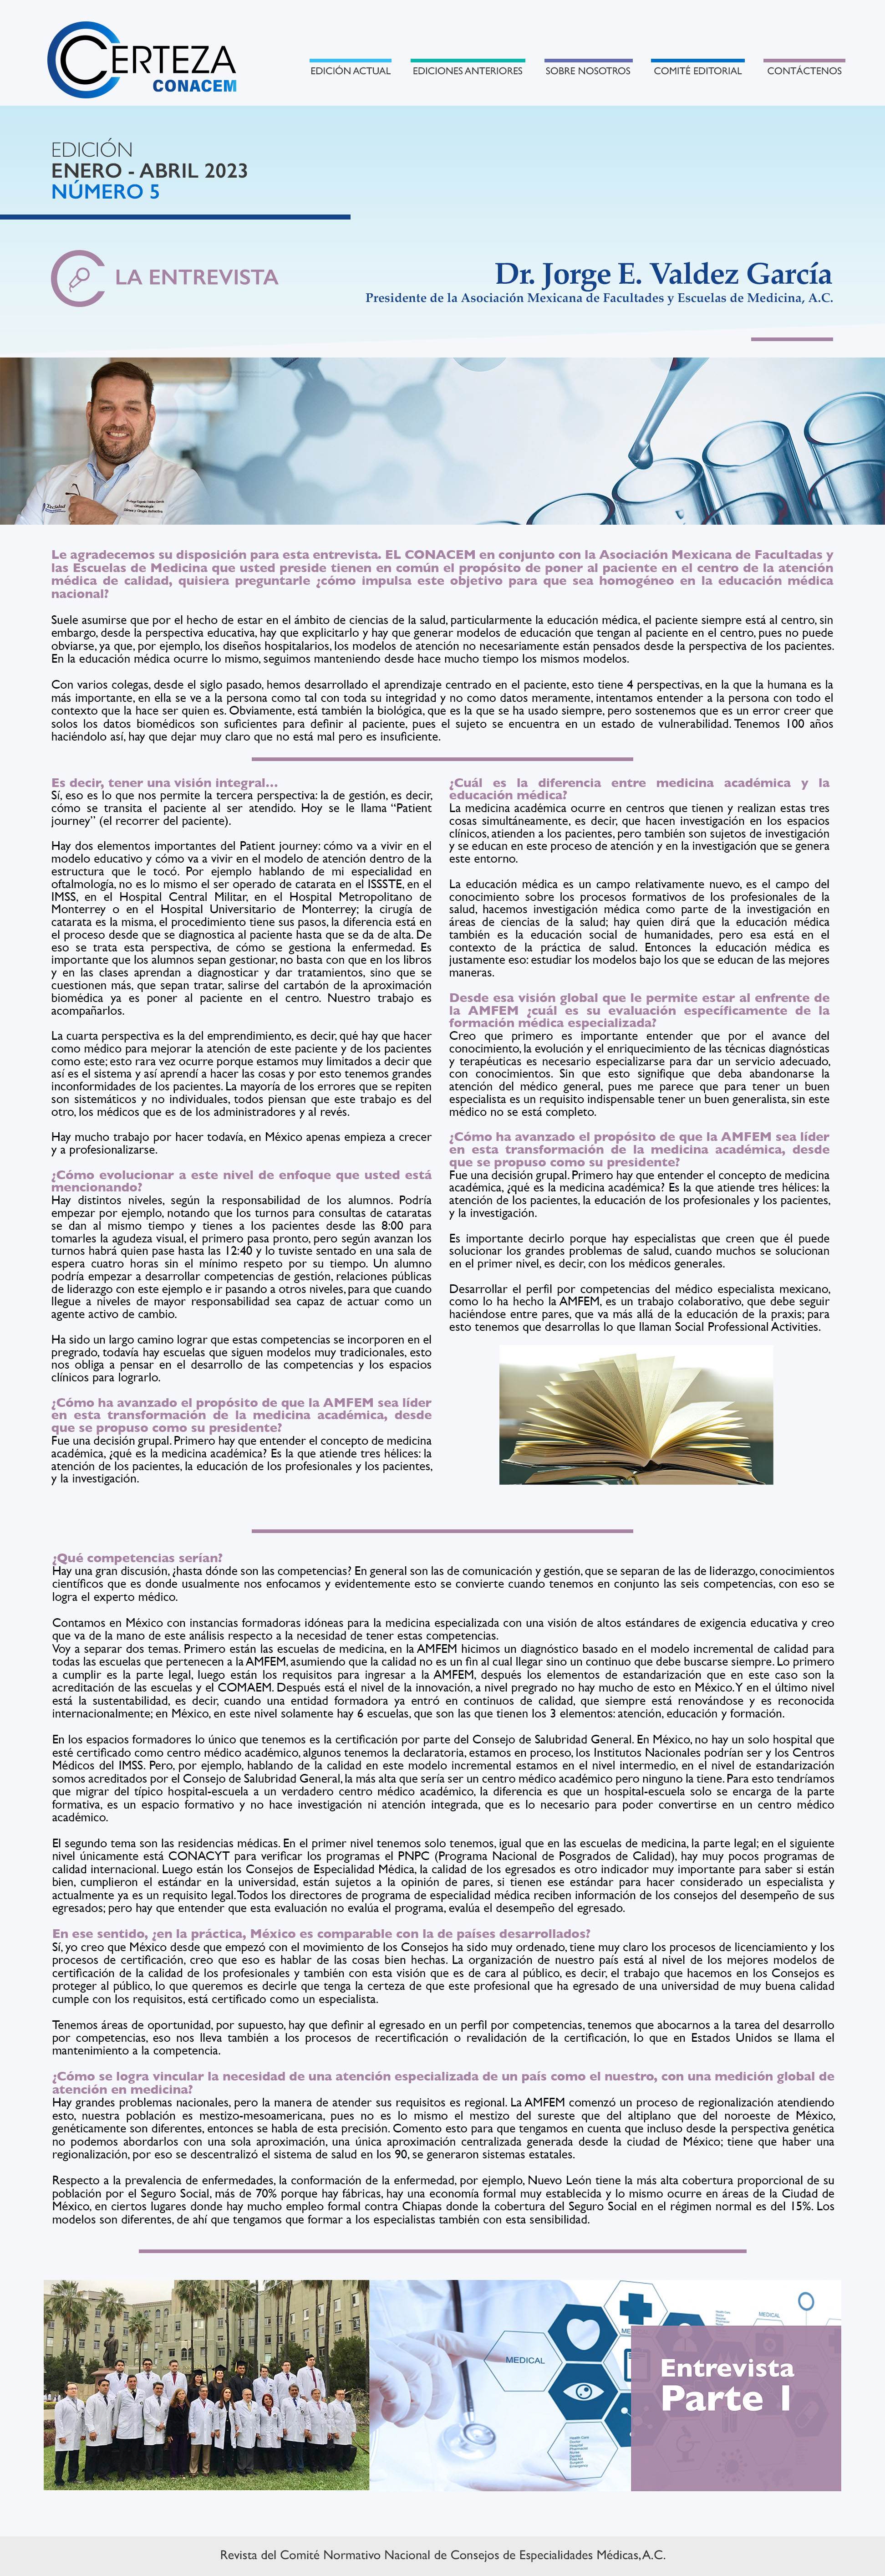 CERTEZA
CONACEM
EDICIÓN ACTUAL
EDICIONES ANTERIORES
SOBRE NOSOTROS
COMITÉ EDITORIAL
CONTÁCTENOS
EDICIÓN
ENERO - ABRIL 2023
NÚMERO 5
LA ENTREVISTA
Dr. Jorge E. Valdez García
Presidente de la Asociación Mexicana de Facultades y Escuelas de Medicina, A.C.
Le agradecemos su disposición para esta entrevista. EL CONACEM en conjunto con la Asociación Mexicana de Facultadas y
las Escuelas de Medicina que usted preside tienen en común el propósito de poner al paciente en el centro de la atención
médica de calidad, quisiera preguntarle ¿cómo impulsa este objetivo para que sea homogéneo en la educación médica
nacional?
Suele asumirse que por el hecho de estar en el ámbito de ciencias de la salud, particularmente la educación médica, el paciente siempre está al centro, sin
embargo, desde la perspectiva educativa, hay que explicitarlo y hay que generar modelos de educación que tengan al paciente en el centro, pues no puede
obviarse, ya que, por ejemplo, los diseños hospitalarios, los modelos de atención no necesariamente están pensados desde la perspectiva de los pacientes.
En la educación médica ocurre lo mismo, seguimos manteniendo desde hace mucho tiempo los mismos modelos.
Con varios colegas, desde el siglo pasado, hemos desarrollado el aprendizaje centrado en el paciente, esto tiene 4 perspectivas, en la que la humana es la
más importante, en ella se ve a la persona como tal con toda su integridad y no como datos meramente, intentamos entender a la persona con todo el
contexto que la hace ser quien es. Obviamente, está también la biológica, que es la que se ha usado siempre, pero sostenemos que es un error creer que
solos los datos biomédicos son suficientes para definir al paciente, pues el sujeto se encuentra en un estado de vulnerabilidad. Tenemos 100 años
haciéndolo así, hay que dejar muy claro que no está mal pero es insuficiente.
Es decir, tener una visión integral...
Sí, eso es lo que nos permite la tercera perspectiva: la de gestión, es decir,
cómo se transita el paciente al ser atendido. Hoy se le llama “Patient
journey” (el recorrer del paciente).
Hay dos elementos importantes del Patient journey: cómo va a vivir en el
modelo educativo y cómo va a vivir en el modelo de atención dentro de la
estructura que le tocó. Por ejemplo hablando de mi especialidad en
oftalmología, no es lo mismo el ser operado de catarata en el ISSSTE, en el
IMSS, en el Hospital Central Militar, en el Hospital Metropolitano de
Monterrey o en el Hospital Universitario de Monterrey; la cirugía de
catarata es la misma, el procedimiento tiene sus pasos, la diferencia está en
el proceso desde que se diagnostica al paciente hasta que se da de alta. De
eso se trata esta perspectiva, de cómo se gestiona la enfermedad. Es
importante que los alumnos sepan gestionar, no basta con que en los libros
y en las clases aprendan a diagnosticar y dar tratamientos, sino que se
cuestionen más, que sepan tratar, salirse del cartabón de la aproximación
biomédica ya es poner al paciente en el centro. Nuestro trabajo es
acompañarlos.
La cuarta perspectiva es la del emprendimiento, es decir, qué hay que hacer
como médico para mejorar la atención de este paciente y de los pacientes
como este; esto rara vez ocurre porque estamos muy limitados a decir que
así es el sistema y así aprendí a hacer las cosas y por esto tenemos grandes
inconformidades de los pacientes. La mayoría de los errores que se repiten
son sistemáticos y no individuales, todos piensan que este trabajo es del
otro, los médicos que es de los administradores y al revés.
Hay mucho trabajo por hacer todavía, en México apenas empieza a crecer
y a profesionalizarse.
¿Cómo evolucionar a este nivel de enfoque que usted está
mencionando?
Hay distintos niveles, según la responsabilidad de los alumnos. Podría
empezar por ejemplo, notando que los turnos para consultas de cataratas
se dan al mismo tiempo y tienes a los pacientes desde las 8:00 para
tomarles la agudeza visual, el primero pasa pronto, pero según avanzan los
turnos habrá quien pase hasta las 12:40 y lo tuviste sentado en una sala de
espera cuatro horas sin el mínimo respeto por su tiempo. Un alumno
podría empezar a desarrollar competencias de gestión, relaciones públicas
de liderazgo con este ejemplo e ir pasando a otros niveles, para que cuando
llegue a niveles de mayor responsabilidad sea capaz de actuar como un
agente activo de cambio.
Ha sido un largo camino lograr que estas competencias se incorporen en el
pregrado, todavía hay escuelas que siguen modelos muy tradicionales, esto
nos obliga a pensar en el desarrollo de las competencias y los espacios
clínicos para lograrlo.
¿Cómo ha avanzado el propósito de que la AMFEM sea líder
en esta transformación de la medicina académica, desde
que se propuso como su presidente?
Fue una decisión grupal. Primero hay que entender el concepto de medicina
académica, ¿qué es la medicina académica? Es la que atiende tres hélices: la
atención de los pacientes, la educación de los profesionales y los pacientes,
y la investigación.
¿Cuál es la diferencia entre medicina académica y la
educación médica?
La medicina académica ocurre en centros que tienen y realizan estas tres
cosas simultáneamente, es decir, que hacen investigación en los espacios
clínicos, atienden a los pacientes, pero también son sujetos de investigación
y se educan en este proceso de atención y en la investigación que se genera
este entorno.
La educación médica es un campo relativamente nuevo, es el campo del
conocimiento sobre los procesos formativos de los profesionales de la
salud, hacemos investigación médica como parte de la investigación en
áreas de ciencias de la salud; hay quien dirá que la educación médica
también es la educación social de humanidades, pero esa está en el
contexto de la práctica de salud. Entonces la educación médica es
justamente eso: estudiar los modelos bajo los que se educan de las mejores
maneras.
Desde esa visión global que le permite estar al enfrente de
la AMFEM ¿cuál es su evaluación específicamente de la
formación médica especializada?
Creo que primero es importante entender que por el avance del
conocimiento, la evolución y el enriquecimiento de las técnicas diagnósticas
y terapéuticas es necesario especializarse para dar un servicio adecuado,
con conocimientos. Sin que esto signifique que deba abandonarse la
atención del médico general, pues me parece que para tener un buen
especialista es un requisito indispensable tener un buen generalista, sin este
médico no se está completo.
¿Cómo ha avanzado el propósito de que la AMFEM sea líder
en esta transformación de la medicina académica, desde
que se propuso como su presidente?
Fue una decisión grupal. Primero hay que entender el concepto de medicina
académica, ¿qué es la medicina académica? Es la que atiende tres hélices: la
atención de los pacientes, la educación de los profesionales y los pacientes,
y la investigación.
Es importante decirlo porque hay especialistas que creen que él puede
solucionar los grandes problemas de salud, cuando muchos se solucionan
en el primer nivel, es decir, con los médicos generales.
Desarrollar el perfil por competencias del médico especialista mexicano,
como lo ha hecho la AMFEM, es un trabajo colaborativo, que debe seguir
haciéndose entre pares, que va más allá de la educación de la praxis; para
esto tenemos que desarrollas lo que llaman Social Professional Activities.
¿Qué competencias serían?
Hay una gran discusión, ¿hasta dónde son las competencias? En general son las de comunicación y gestión, que se separan de las de liderazgo, conocimientos
científicos que es donde usualmente nos enfocamos y evidentemente esto se convierte cuando tenemos en conjunto las seis competencias, con eso se
logra el experto médico.
Contamos en México con instancias formadoras idóneas para la medicina especializada con una visión de altos estándares de exigencia educativa y creo
que va de la mano de este análisis respecto a la necesidad de tener estas competencias.
Voy a separar dos temas. Primero están las escuelas de medicina, en la AMFEM hicimos un diagnóstico basado en el modelo incremental de calidad para
todas las escuelas que pertenecen a la AMFEM, asumiendo que la calidad no es un fin al cual llegar sino un continuo que debe buscarse siempre. Lo primero
a cumplir es la parte legal, luego están los requisitos para ingresar a la AMFEM, después los elementos de estandarización que en este caso son la
acreditación de las escuelas y el COMAEM. Después está el nivel de la innovación, a nivel pregrado no hay mucho de esto en México. Y en el último nivel
está la sustentabilidad, es decir, cuando una entidad formadora ya entró en continuos de calidad, que siempre está renovándose y es reconocida
internacionalmente; en México, en este nivel solamente hay 6 escuelas, que son las que tienen los 3 elementos: atención, educación y formación.
En los espacios formadores lo único que tenemos es la certificación por parte del Consejo de Salubridad General. En México, no hay un solo hospital que
esté certificado como centro médico académico, algunos tenemos la declaratoria, estamos en proceso, los Institutos Nacionales podrían ser y los Centros
Médicos del IMSS. Pero, por ejemplo, hablando de la calidad en este modelo incremental estamos en el nivel intermedio, en el nivel de estandarización
somos acreditados por el Consejo de Salubridad General, la más alta que sería ser un centro médico académico pero ninguno la tiene. Para esto tendríamos
que migrar del típico hospital-escuela a un verdadero centro médico académico, la diferencia es que un hospital-escuela solo se encarga de la parte
formativa, es un espacio formativo y no hace investigación ni atención integrada, que es lo necesario para poder convertirse en un centro médico
académico.
El segundo tema son las residencias médicas. En el primer nivel tenemos solo tenemos, igual que en las escuelas de medicina, la parte legal; en el siguiente
nivel únicamente está CONACYT para verificar los programas el PNPC (Programa Nacional de Posgrados de Calidad), hay muy pocos programas de
calidad internacional. Luego están los Consejos de Especialidad Médica, la calidad de los egresados es otro indicador muy importante para saber si están
bien, cumplieron el estándar en la universidad, están sujetos a la opinión de pares, si tienen ese estándar para hacer considerado un especialista y
actualmente ya es un requisito legal. Todos los directores de programa de especialidad médica reciben información de los consejos del desempeño de sus
egresados; pero hay que entender que esta evaluación no evalúa el programa, evalúa el desempeño del egresado.
En ese sentido, ¿en la práctica, México es comparable con la de países desarrollados?
Sí, yo creo que México desde que empezó con el movimiento de los Consejos ha sido muy ordenado, tiene muy claro los procesos de licenciamiento y los
procesos de certificación, creo que eso es hablar de las cosas bien hechas. La organización de nuestro país está al nivel de los mejores modelos de
certificación de la calidad de los profesionales y también con esta visión que es de cara al público, es decir, el trabajo que hacemos en los Consejos es
proteger al público, lo que queremos es decirle que tenga la certeza de que este profesional que ha egresado de una universidad de muy buena calidad
cumple con los requisitos, está certificado como un especialista.
Tenemos áreas de oportunidad, por supuesto, hay que definir al egresado en un perfil por competencias, tenemos que abocarnos a la tarea del desarrollo
por competencias, eso nos lleva también a los procesos de recertificación o revalidación de la certificación, lo que en Estados Unidos se llama el
mantenimiento a la competencia.
¿Cómo se logra vincular la necesidad de una atención especializada de un país como el nuestro, con una medición global de
atención en medicina?
Hay grandes problemas nacionales, pero la manera de atender sus requisitos es regional. La AMFEM comenzó un proceso de regionalización atendiendo
esto, nuestra población es mestizo-mesoamericana, pues no es lo mismo el mestizo del sureste que del altiplano que del noroeste de México,
genéticamente son diferentes, entonces se habla de esta precisión. Comento esto para que tengamos en cuenta que incluso desde la perspectiva genética
no podemos abordarlos con una sola aproximación, una única aproximación centralizada generada desde la ciudad de México; tiene que haber una
regionalización, por eso se descentralizó el sistema de salud en los 90, se generaron sistemas estatales.
Respecto a la prevalencia de enfermedades, la conformación de la enfermedad, por ejemplo, Nuevo León tiene la más alta cobertura proporcional de su
población por el Seguro Social, más de 70% porque hay fábricas, hay una economía formal muy establecida y lo mismo ocurre en áreas de la Ciudad de
México, en ciertos lugares donde hay mucho empleo formal contra Chiapas donde la cobertura del Seguro Social en el régimen normal es del 15%. Los
modelos son diferentes, de ahí que tengamos que formar a los especialistas también con esta sensibilidad.
MEDICAL
MEDICAL
Entrevista
Parte 1
Revista del Comité Normativo Nacional de Consejos de Especialidades Médicas, A.C.